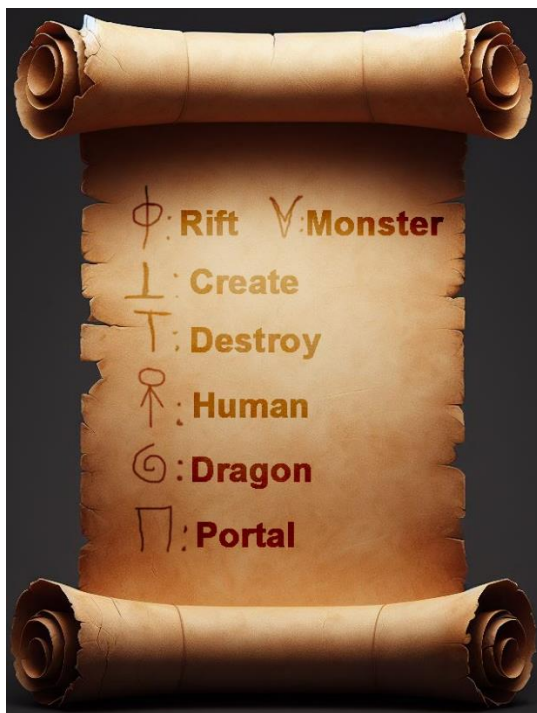 ϕ: Rift V:Monster
⊥: Create
T: Destroy
: Human
: Dragon
Π: Portal